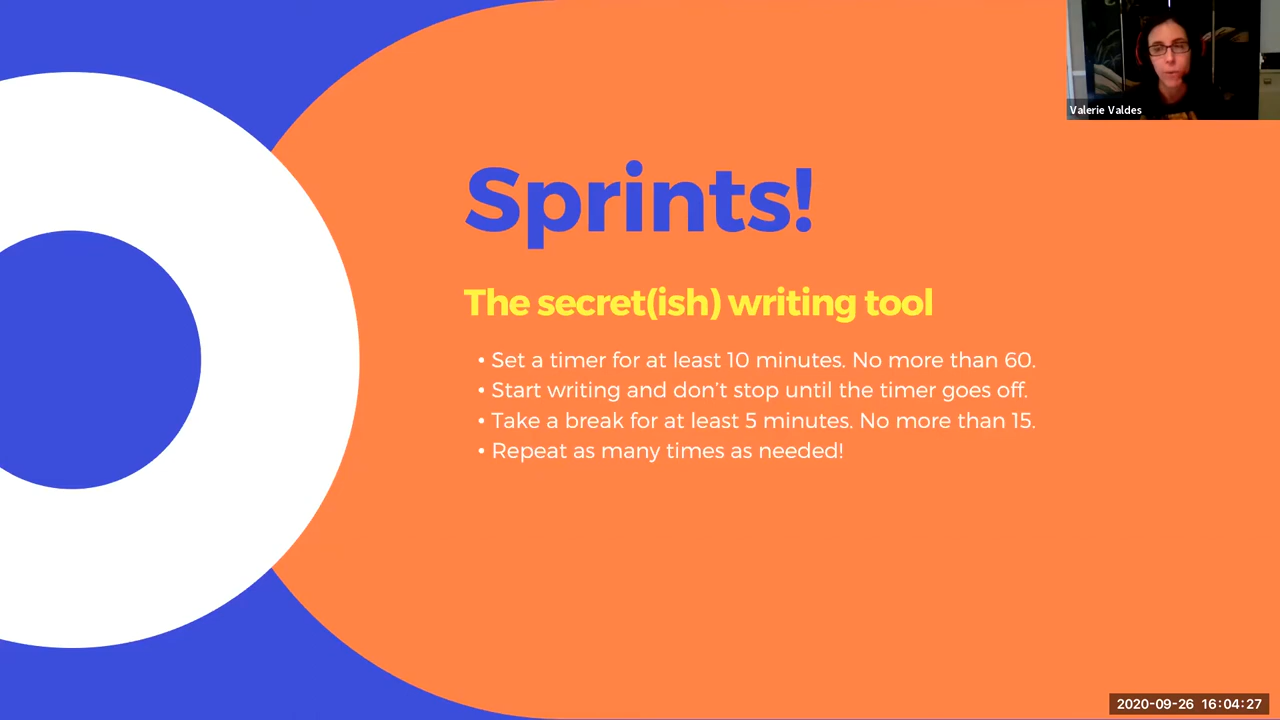 Valerie Valdes
Sprints!
The secret(ish) writing tool
• Set a timer for at least 10 minutes. No more than 60.
• Start writing and don't stop until the timer goes off.
• Take a break for at least 5 minutes. No more than 15.
• Repeat as many times as needed!
2020-09-26 16:04:27